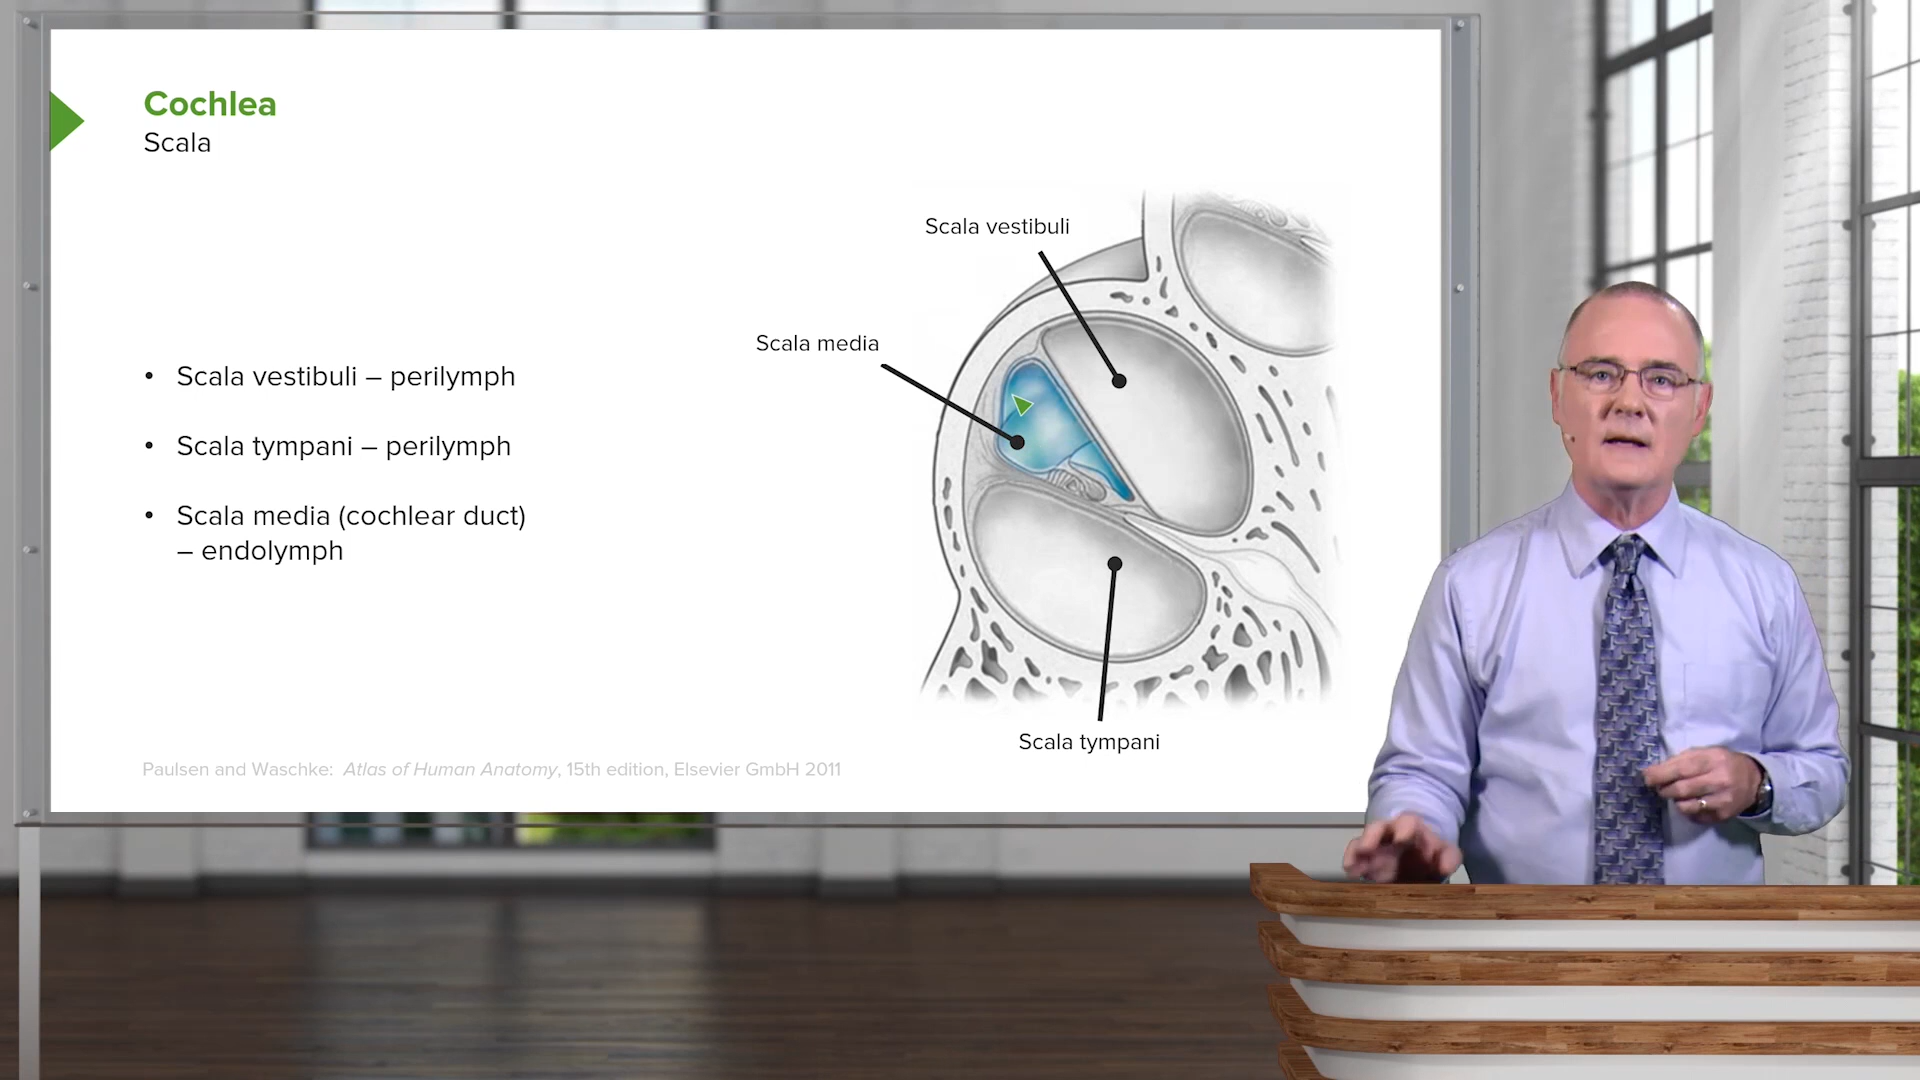 Cochlea
Scala
• Scala vestibuli – perilymph
• Scala tympani – perilymph
• Scala media (cochlear duct)
– endolymph
Scala vestibuli
Scala media
Scala tympani
Paulsen and Waschke: Atlas of Human Anatomy, 15th edition, Elsevier GmbH 2011